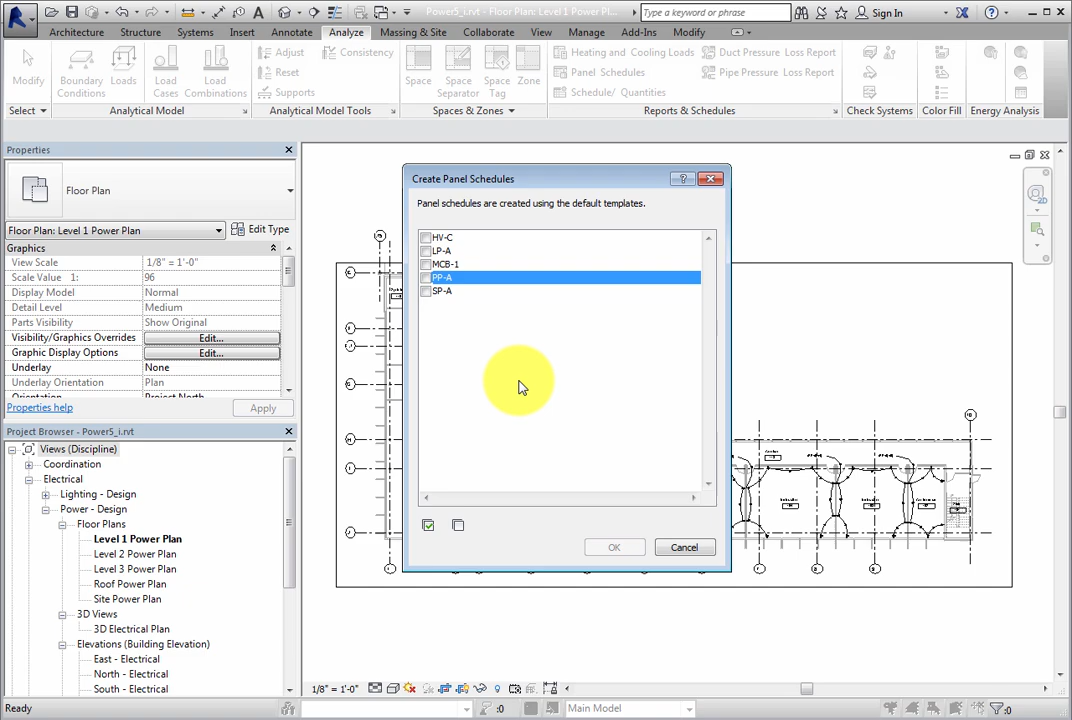 Power5_i.rvt - Floor Plan: Level 1 Power Pl...
Type a keyword or phrase
Sign In
Architecture Structure Systems Insert Annotate Analyze Massing & Site Collaborate View Manage Add-Ins Modify
Modify
Boundary Conditions
Loads
Load Cases
Load Combinations
Adjust
Reset
Supports
Consistency
Space
Space Separator
Space Tag
Zone
Heating and Cooling Loads
Panel Schedules
Schedule/ Quantities
Duct Pressure Loss Report
Pipe Pressure Loss Report
Select
Analytical Model
Analytical Model Tools
Spaces & Zones
Reports & Schedules
Check Systems
Color Fill
Energy Analysis
Properties
Floor Plan
Floor Plan: Level 1 Power Plan
Edit Type
Graphics
View Scale 1/8" = 1'-0"
Scale Value 1: 96
Display Model Normal
Detail Level Medium
Parts Visibility Show Original
Visibility/Graphics Overrides Edit...
Graphic Display Options Edit...
Underlay None
Underlay Orientation Plan
Orientation Project North
Properties help
Apply
Project Browser - Power5_i.rvt
Views (Discipline)
Coordination
Electrical
Lighting - Design
Power - Design
Floor Plans
Level 1 Power Plan
Level 2 Power Plan
Level 3 Power Plan
Roof Power Plan
Site Power Plan
3D Views
3D Electrical Plan
Elevations (Building Elevation)
East - Electrical
North - Electrical
South - Electrical
Create Panel Schedules
Panel schedules are created using the default templates.
HV-C
LP-A
MCB-1
PP-A
SP-A
OK
Cancel
1/8" = 1'-0"
Ready
:0
Main Model
:0